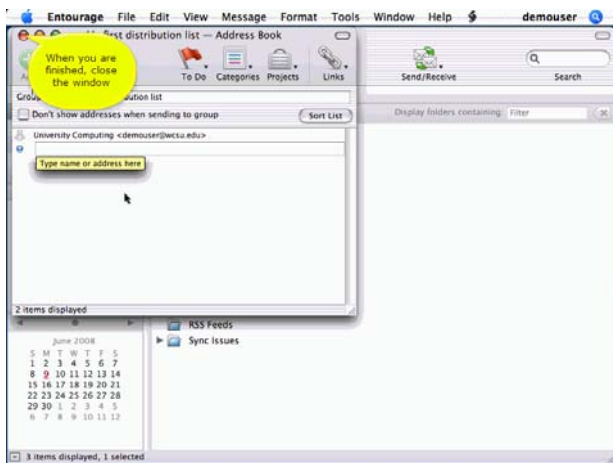 Entourage File Edit View Message Format Tools Window Help demouser
first distribution list — Address Book
When you are
finished, close
the window
To Do Categories Projects Links
Send/Receive
Search
Grou
ution list
Don't show addresses when sending to group
Sort List
Display folders containing: Filter
University Computing <demouser@wcsu.edu>
Type name or address here
2 items displayed
RSS Feeds
Sync Issues
June 2008
S M T W T F S
1 2 3 4 5 6 7
8 9 10 11 12 13 14
15 16 17 18 19 20 21
22 23 24 25 26 27 28
29 30 1 2 3 4 5
6 7 8 9 10 11 12
3 items displayed, 1 selected